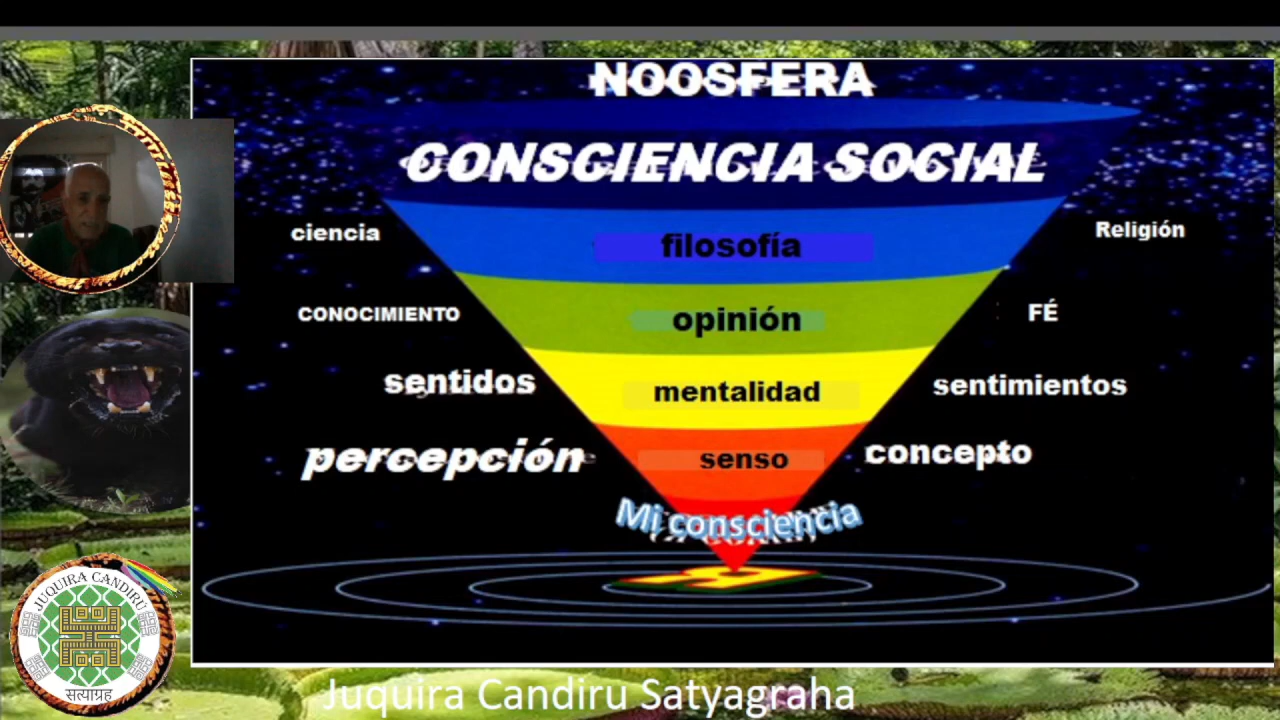 NOOSFERA
CONSCIENCIA SOCIAL
ciencia
filosofía
Religión
CONOCIMIENTO
opinión
FÉ
sentidos
mentalidad
sentimientos
percepción
senso
concepto
Mi consciencia
JUQUIRA CANDIRU
सत्याग्रह
Juquira Candiru Satyagraha